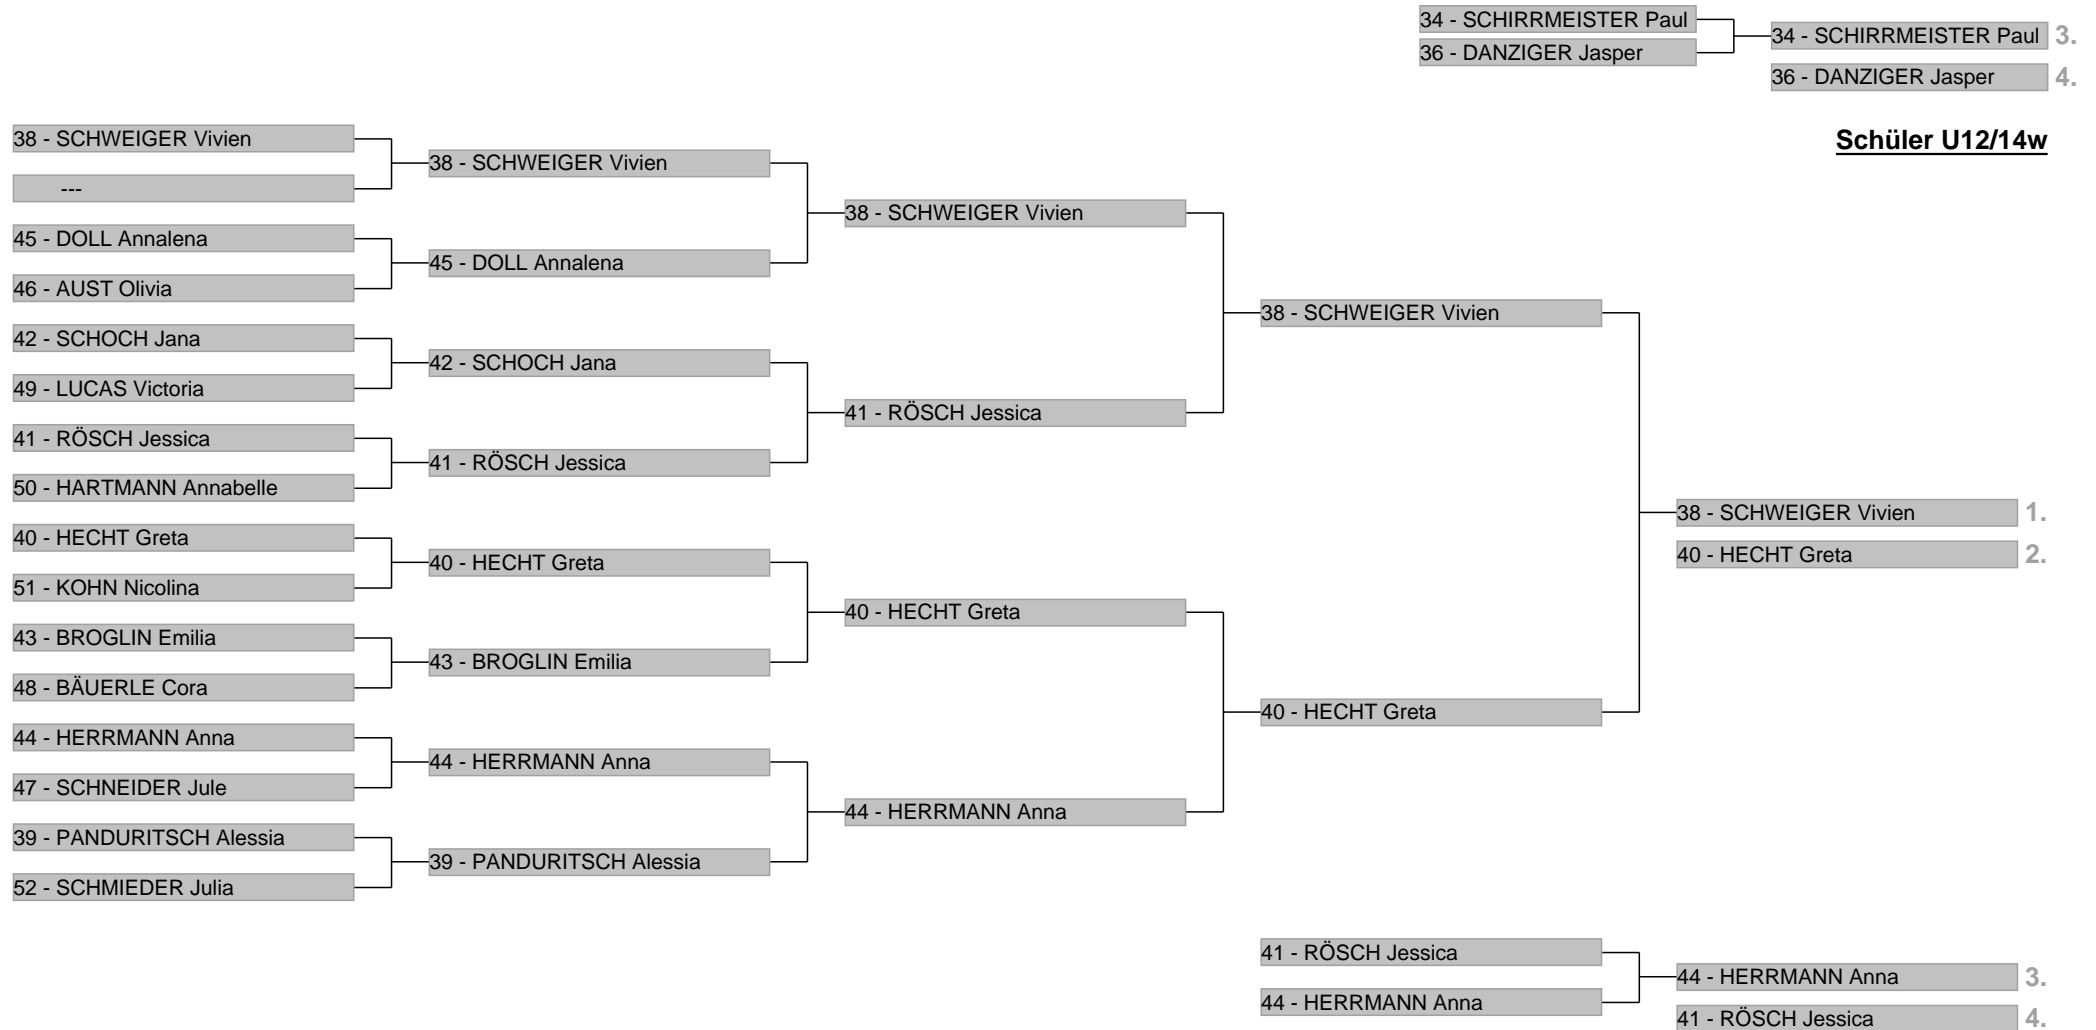 34 - SCHIRRMEISTER Paul
36 - DANZIGER Jasper
34 - SCHIRRMEISTER Paul 3.
36 - DANZIGER Jasper 4.
Schüler U12/14w
38 - SCHWEIGER Vivien
---
45 - DOLL Annalena
46 - AUST Olivia
42 - SCHOCH Jana
49 - LUCAS Victoria
41 - RÖSCH Jessica
50 - HARTMANN Annabelle
40 - HECHT Greta
51 - KOHN Nicolina
43 - BROGLIN Emilia
48 - BÄUERLE Cora
44 - HERRMANN Anna
47 - SCHNEIDER Jule
39 - PANDURITSCH Alessia
52 - SCHMIEDER Julia
38 - SCHWEIGER Vivien
45 - DOLL Annalena
42 - SCHOCH Jana
41 - RÖSCH Jessica
40 - HECHT Greta
43 - BROGLIN Emilia
44 - HERRMANN Anna
39 - PANDURITSCH Alessia
38 - SCHWEIGER Vivien
41 - RÖSCH Jessica
40 - HECHT Greta
44 - HERRMANN Anna
38 - SCHWEIGER Vivien
40 - HECHT Greta
38 - SCHWEIGER Vivien 1.
40 - HECHT Greta 2.
41 - RÖSCH Jessica
44 - HERRMANN Anna
44 - HERRMANN Anna 3.
41 - RÖSCH Jessica 4.